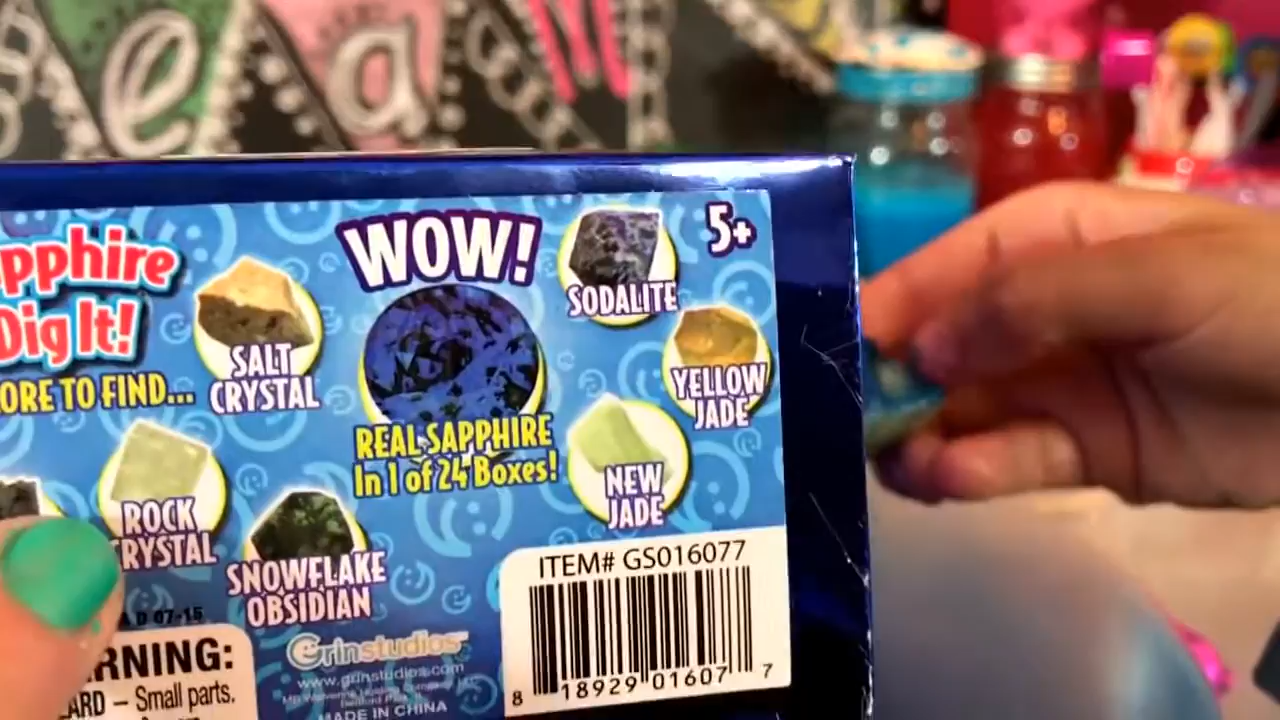 ea
WOW!
5+
pphire
Dig It!
ORE TO FIND...
SALT
CRYSTAL
REAL SAPPHIRE
In 1 of 24 Boxes!
SODALITE
YELLOW
JADE
NEW
JADE
ROCK
CRYSTAL
SNOWFLAKE
OBSIDIAN
07-15
RNING:
ARD – Small parts.
Grinstudios
www.grinstudios.com
MADE IN CHINA
ITEM# GS016077
8 18929 01607 7